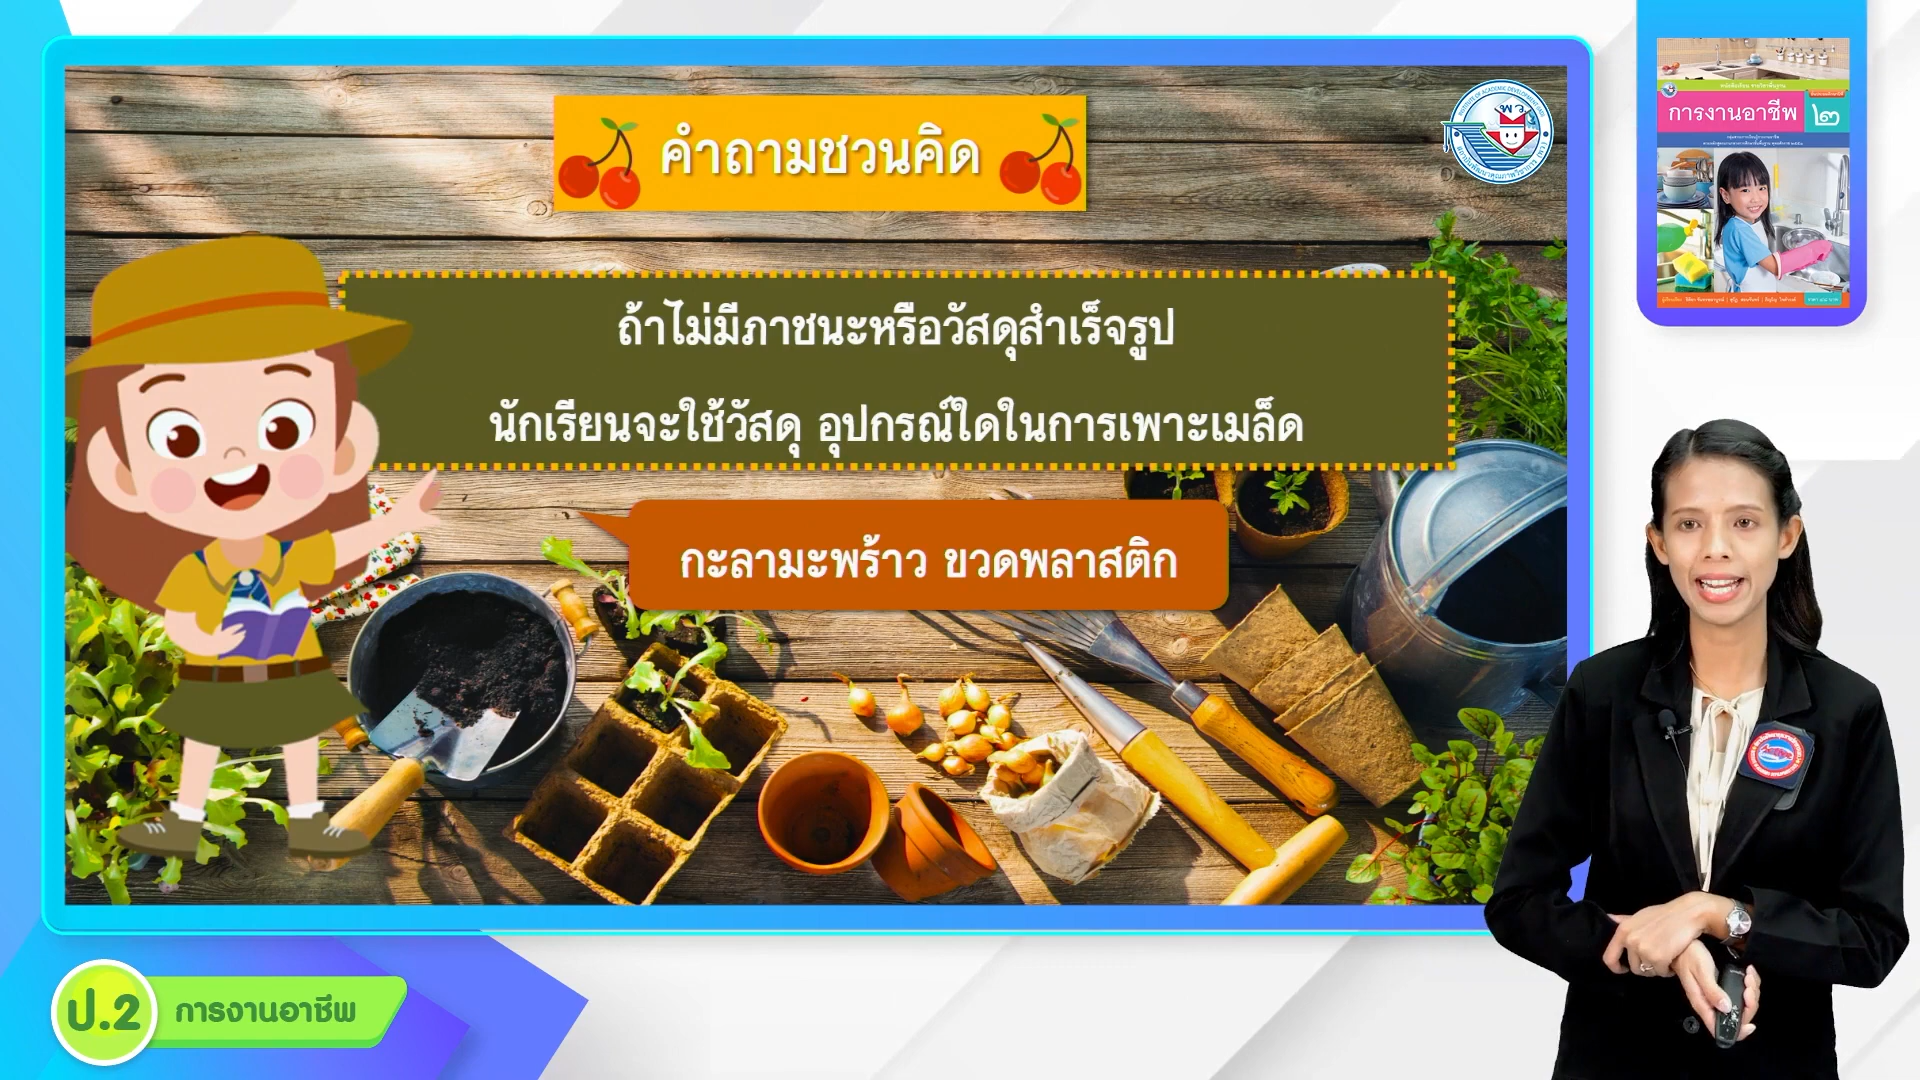 คำถามชวนคิด
ถ้าไม่มีภาชนะหรือวัสดุสำเร็จรูป
นักเรียนจะใช้วัสดุ อุปกรณ์ใดในการเพาะเมล็ด
กะลามะพร้าว ขวดพลาสติก
การงานอาชีพ ๒
พว
ป.2 การงานอาชีพ